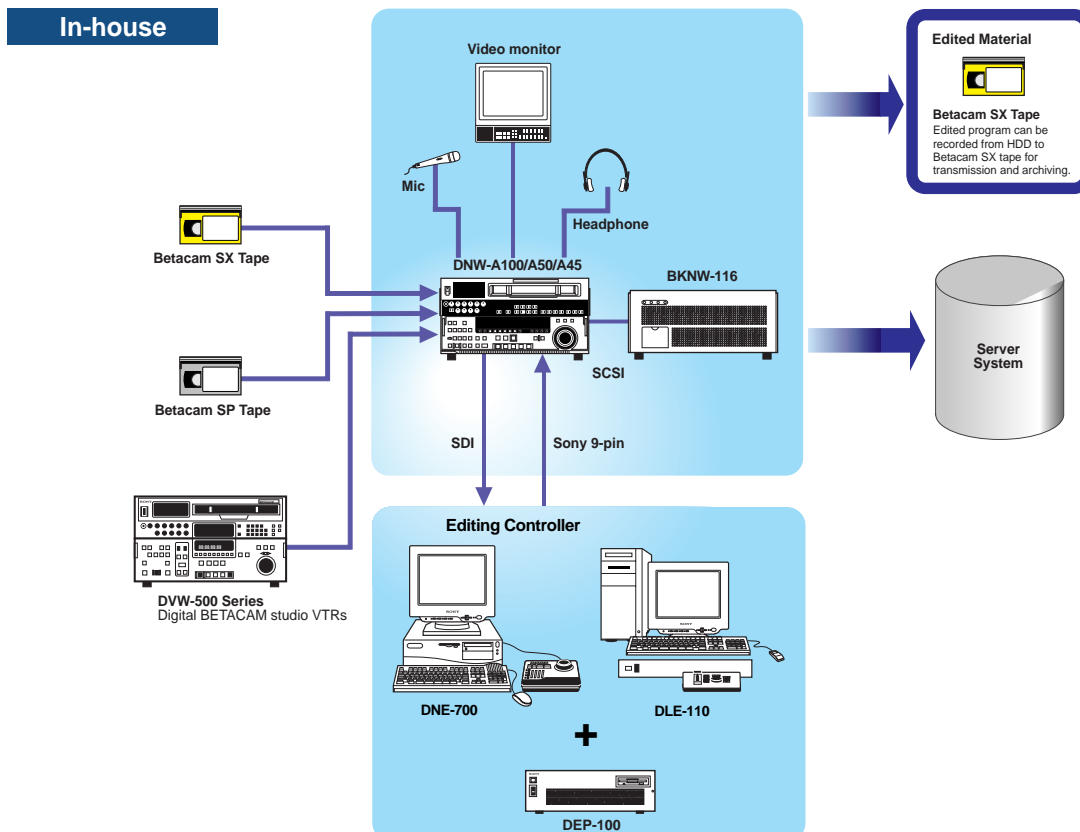 In-house
Video monitor
Mic
Headphone
Edited Material
Betacam SX Tape
Edited program can be
recorded from HDD to
Betacam SX tape for
transmission and archiving.
Betacam SX Tape
DNW-A100/A50/A45
BKNW-116
Server
System
SCSI
Betacam SP Tape
SDI
Sony 9-pin
DVW-500 Series
Digital BETACAM studio VTRs
Editing Controller
SONY
SONY
DNE-700
DLE-110
+
DEP-100